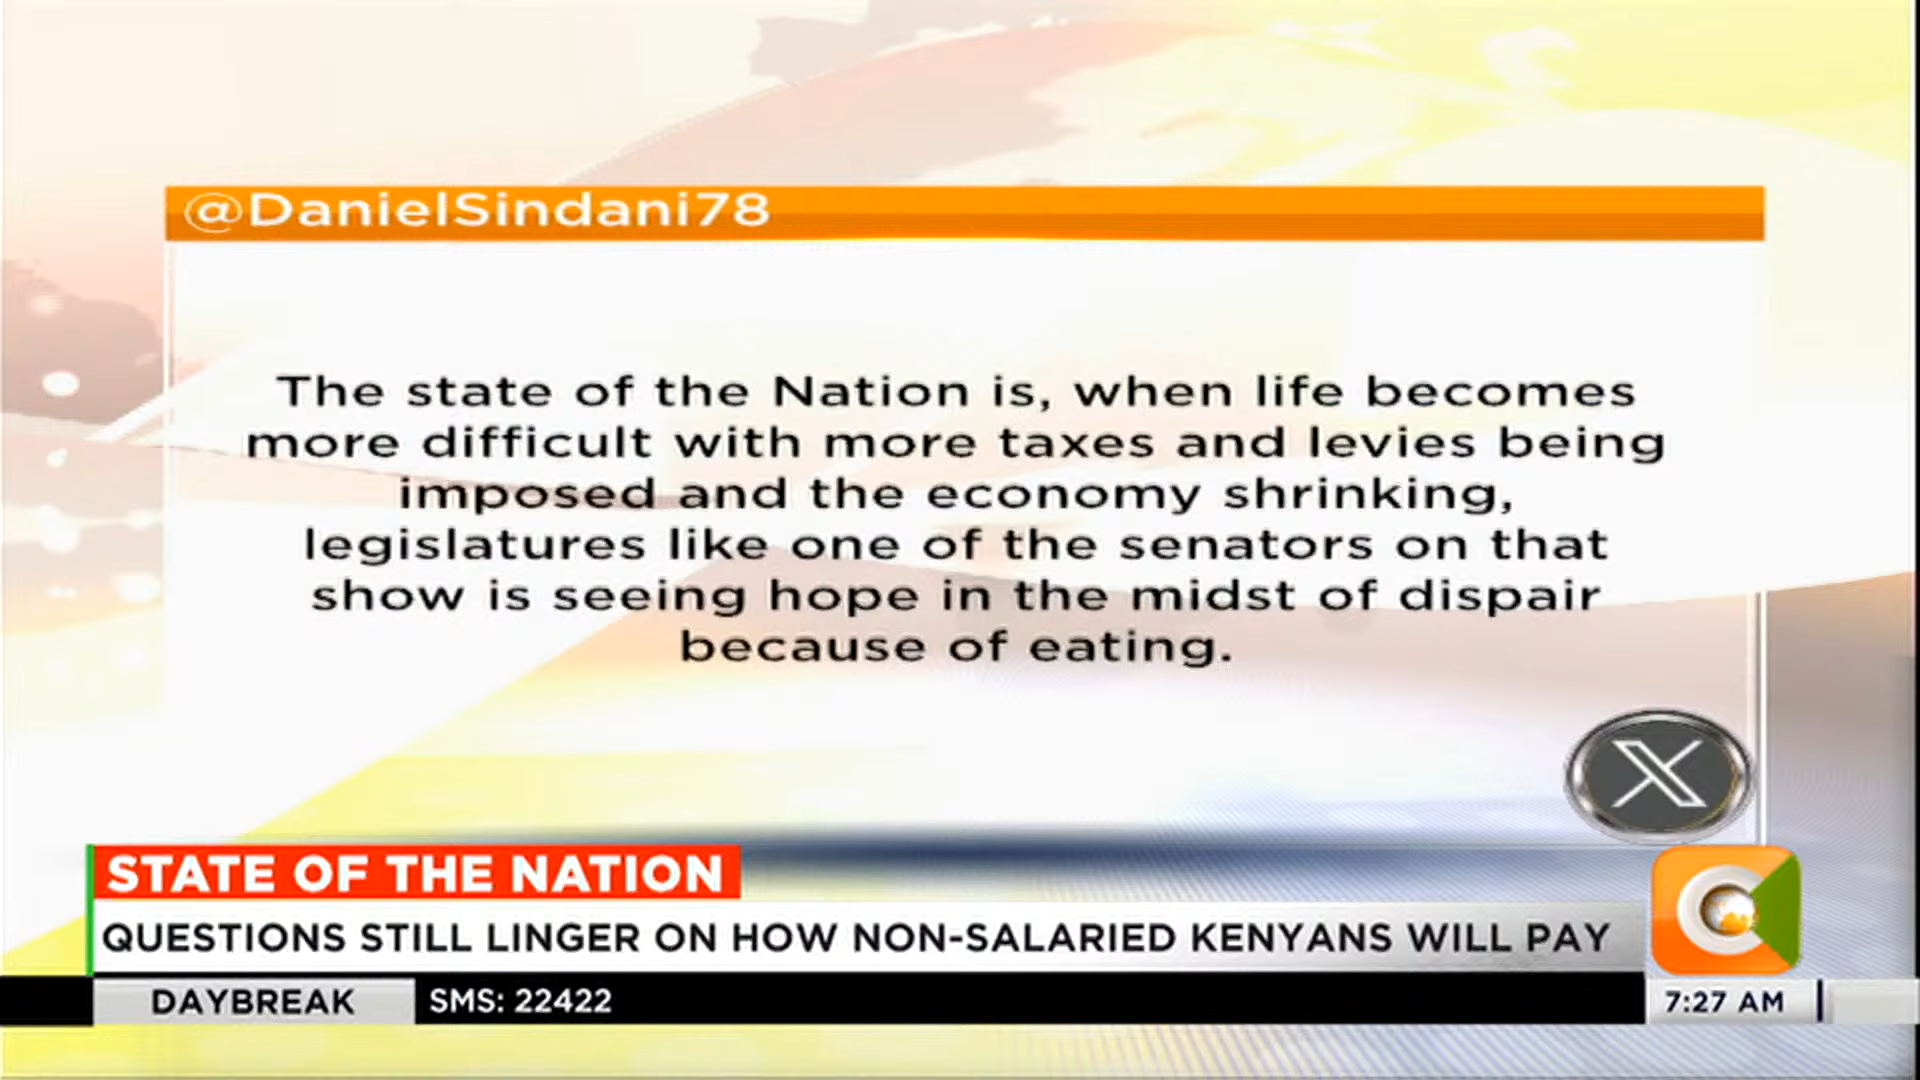 @DanielSindani78
The state of the Nation is, when life becomes
more difficult with more taxes and levies being
imposed and the economy shrinking,
legislatures like one of the senators on that
show is seeing hope in the midst of dispair
because of eating.
STATE OF THE NATION
QUESTIONS STILL LINGER ON HOW NON-SALARIED KENYANS WILL PAY
DAYBREAK
SMS: 22422
7:27 AM